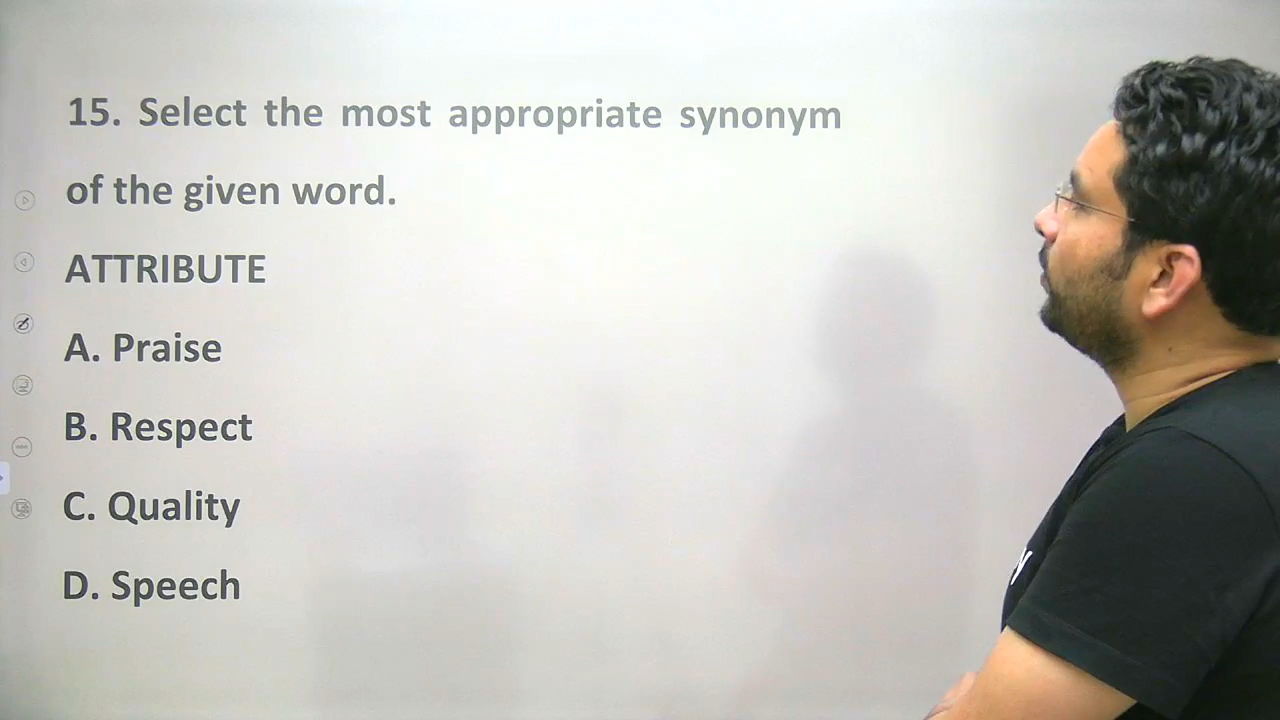 15. Select the most appropriate synonym
of the given word.
ATTRIBUTE
A. Praise
B. Respect
C. Quality
D. Speech